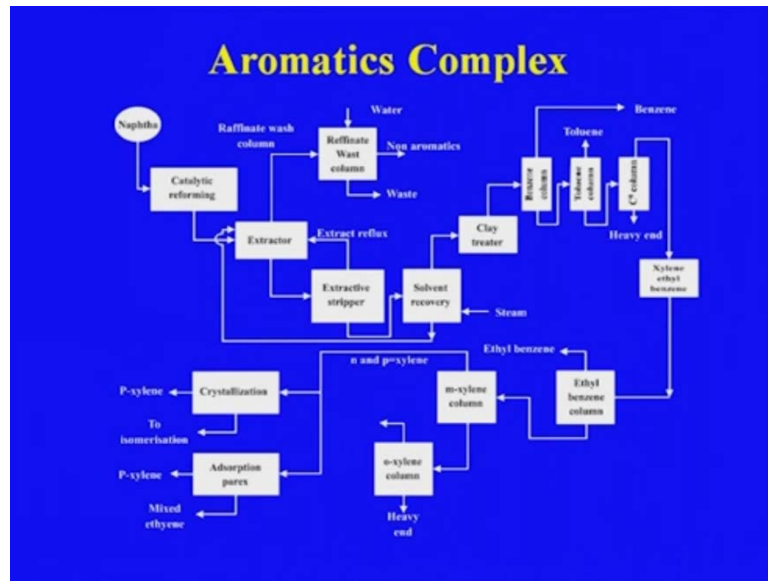 Aromatics Complex
Naphtha
Catalytic
reforming
Raffinate wash
column
Water
Reffinate
Wast
column
Non aromatics
Waste
Extractor
Extract reflux
Extractive
stripper
Solvent
recovery
Steam
Clay
treater
Benzene
column
Benzene
Toluene
Toluene
column
C⁹ column
Heavy end
Xylene
ethyl
benzene
Ethyl benzene
Ethyl
benzene
column
n and p=xylene
m-xylene
column
o-xylene
column
Heavy
end
P-xylene
Crystallization
To
isomerisation
P-xylene
Adsorption
parex
Mixed
ethyene